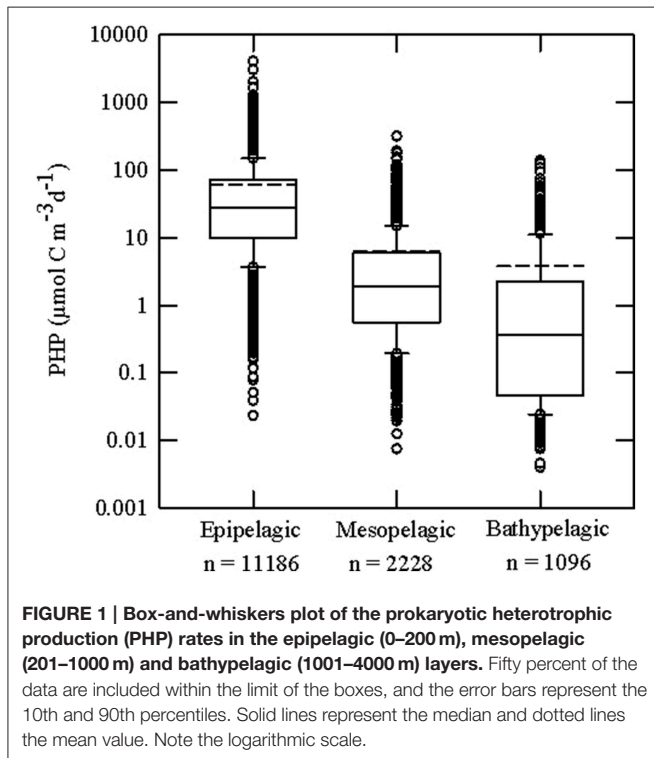 10000
1000
100
10
1
0.1
0.01
0.001
PHP (μmol C m⁻³d⁻¹)
Epipelagic Mesopelagic Bathypelagic
n = 11186 n = 2228 n = 1096
FIGURE 1 | Box-and-whiskers plot of the prokaryotic heterotrophic
production (PHP) rates in the epipelagic (0–200 m), mesopelagic
(201–1000 m) and bathypelagic (1001–4000 m) layers. Fifty percent of the
data are included within the limit of the boxes, and the error bars represent the
10th and 90th percentiles. Solid lines represent the median and dotted lines
the mean value. Note the logarithmic scale.